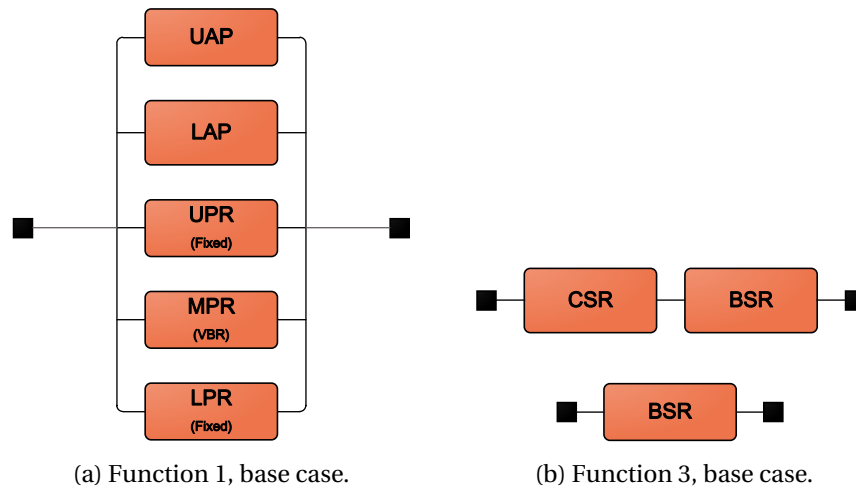 UAP
LAP
UPR
(Fixed)
MPR
(VBR)
LPR
(Fixed)
CSR BSR
BSR
(a) Function 1, base case.
(b) Function 3, base case.